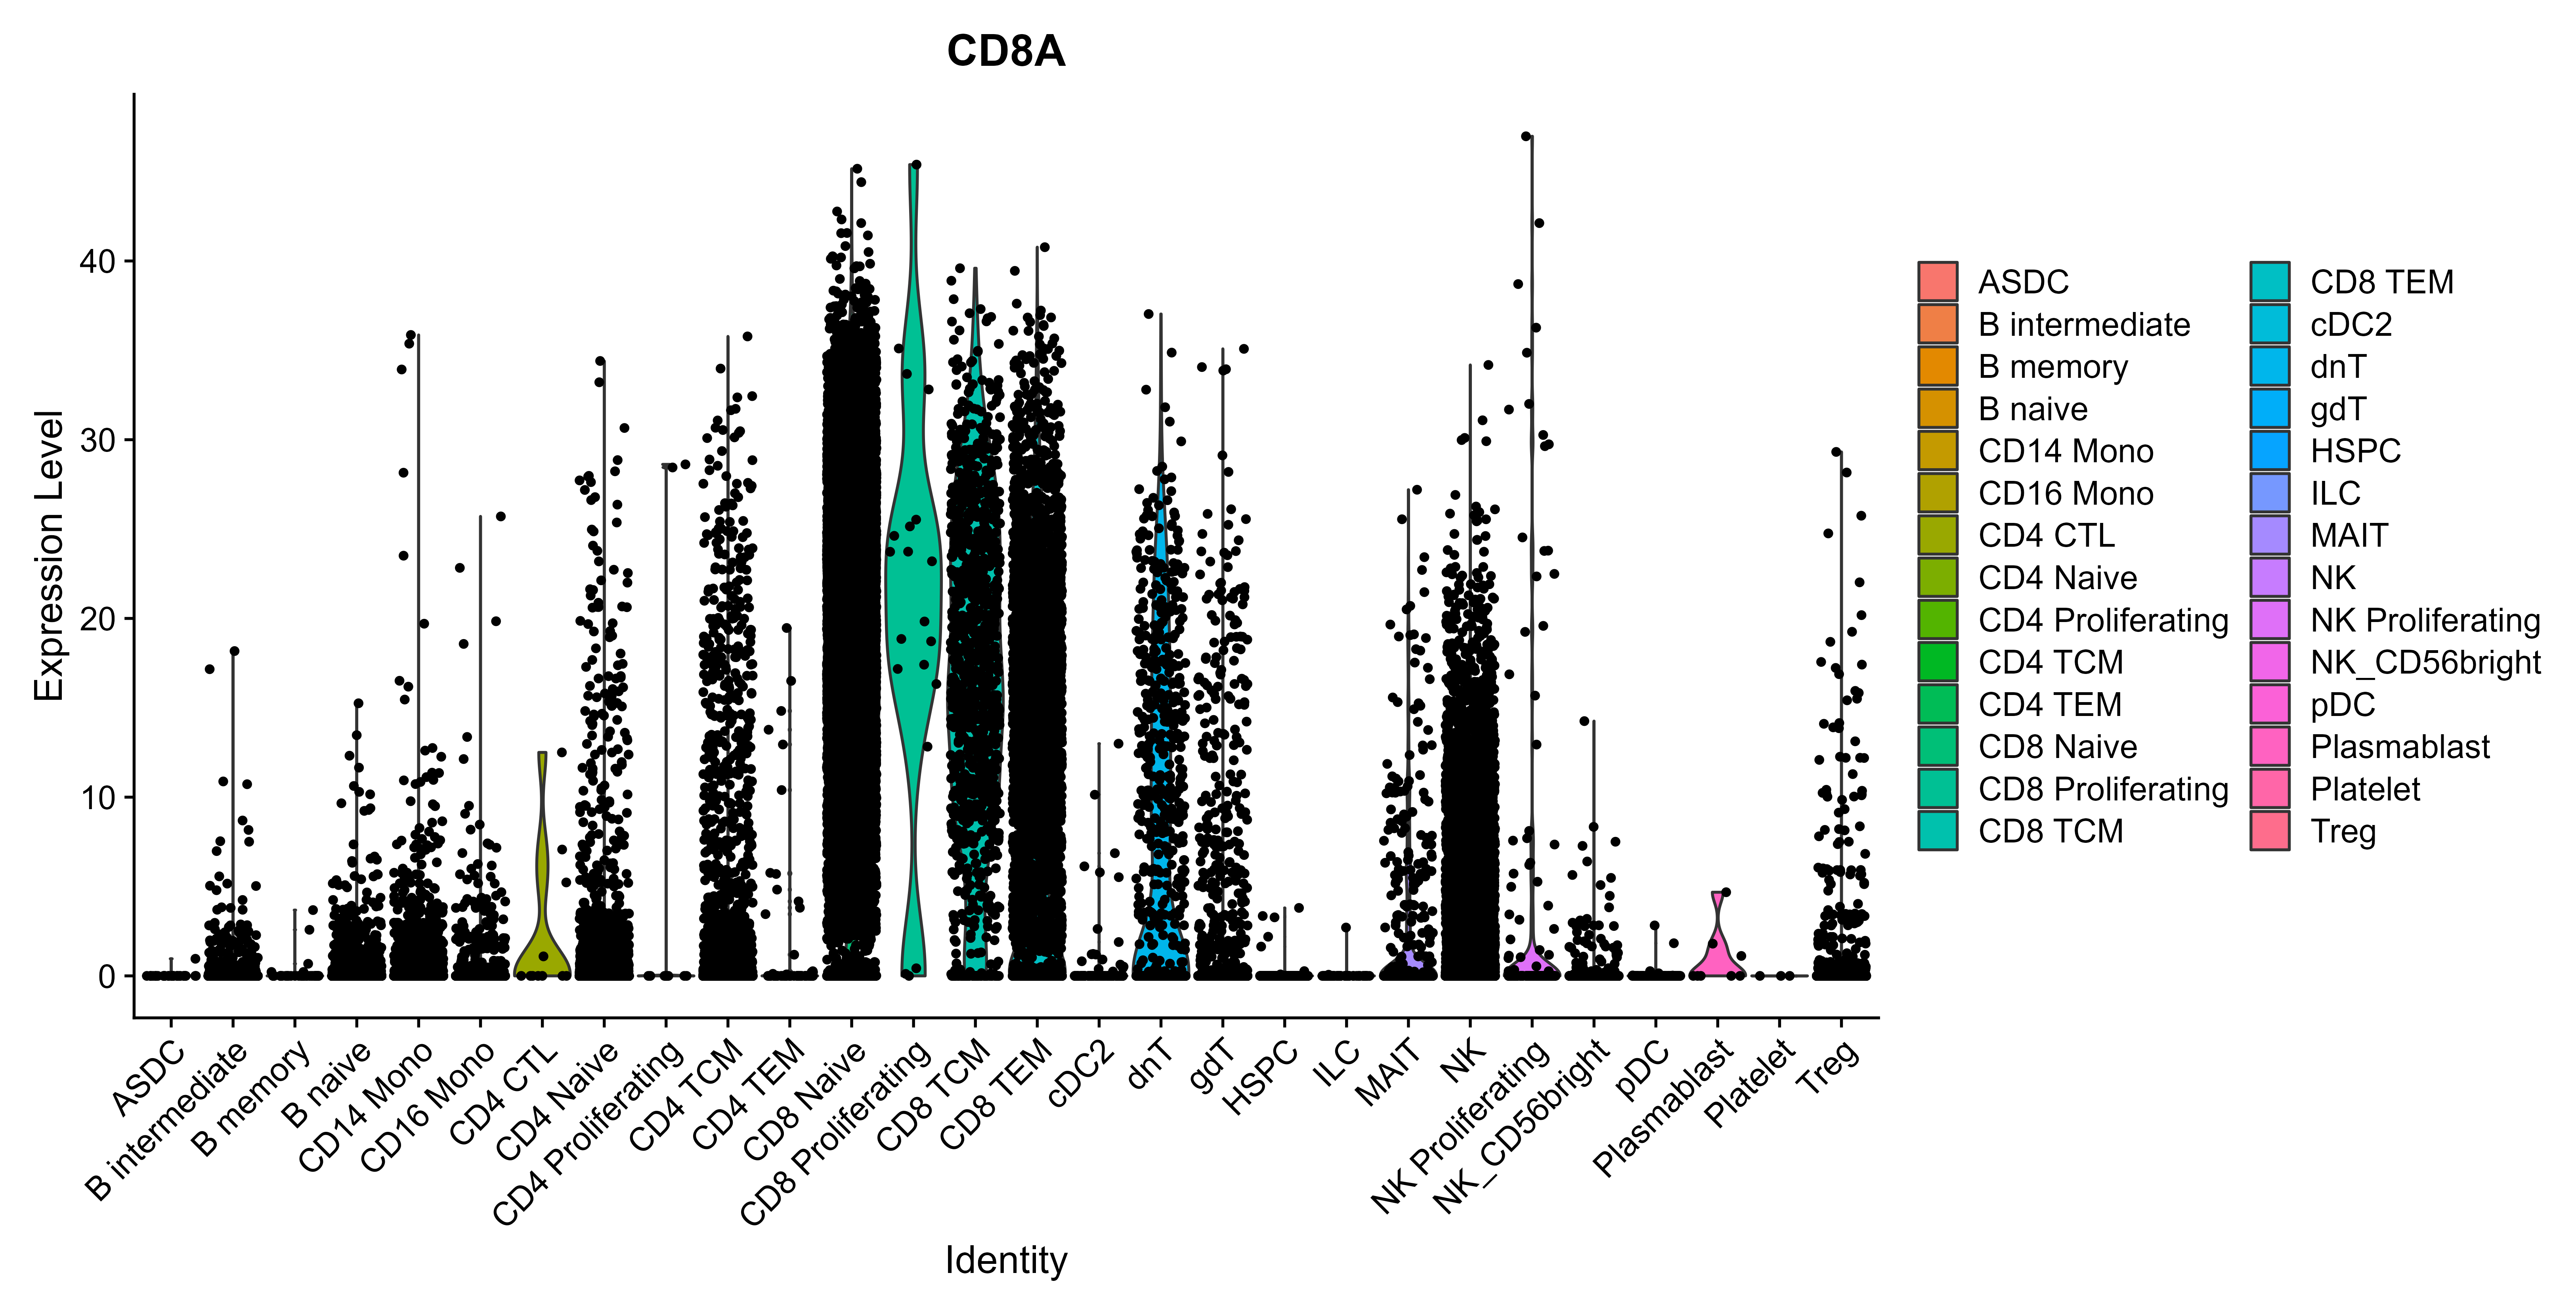 CD8A
Expression Level
40
30
20
10
0
ASDC
B intermediate
B memory
B naive
CD14 Mono
CD16 Mono
CD4 CTL
CD4 Naive
CD4 Proliferating
CD4 TCM
CD4 TEM
CD8 Naive
CD8 Proliferating
CD8 TCM
CD8 TEM
cDC2
dnT
gdT
HSPC
ILC
MAIT
NK
NK Proliferating
NK_CD56bright
pDC
Plasmablast
Platelet
Treg
Identity
ASDC
B intermediate
B memory
B naive
CD14 Mono
CD16 Mono
CD4 CTL
CD4 Naive
CD4 Proliferating
CD4 TCM
CD4 TEM
CD8 Naive
CD8 Proliferating
CD8 TCM
CD8 TEM
cDC2
dnT
gdT
HSPC
ILC
MAIT
NK
NK Proliferating
NK_CD56bright
pDC
Plasmablast
Platelet
Treg